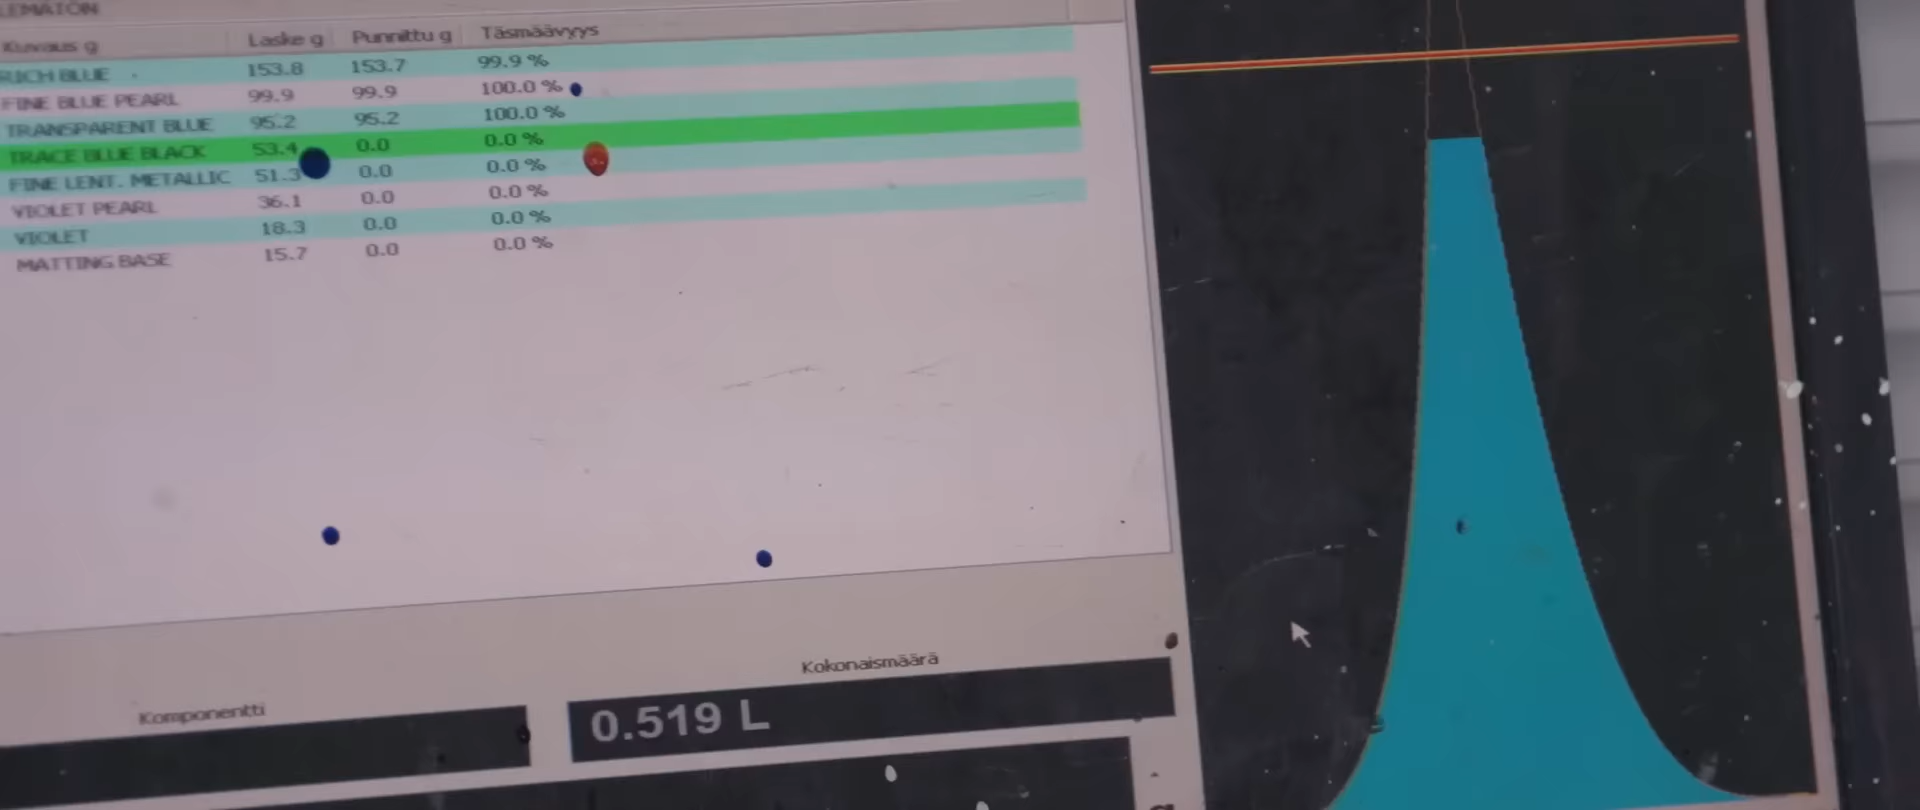 LEMÄTÖN
Kuvaus g Laske g Punnittu g Täsmäävyys
RICH BLUE 153.8 153.7 99.9 %
FINE BLUE PEARL 99.9 99.9 100.0 %
TRANSPARENT BLUE 95.2 95.2 100.0 %
TRACE BLUE BLACK 53.4 0.0 0.0 %
FINE LENT. METALLIC 51.3 0.0 0.0 %
VIOLET PEARL 36.1 0.0 0.0 %
VIOLET 18.3 0.0 0.0 %
MATTING BASE 15.7 0.0 0.0 %
Kokonaismäärä
Komponentti
0.519 L